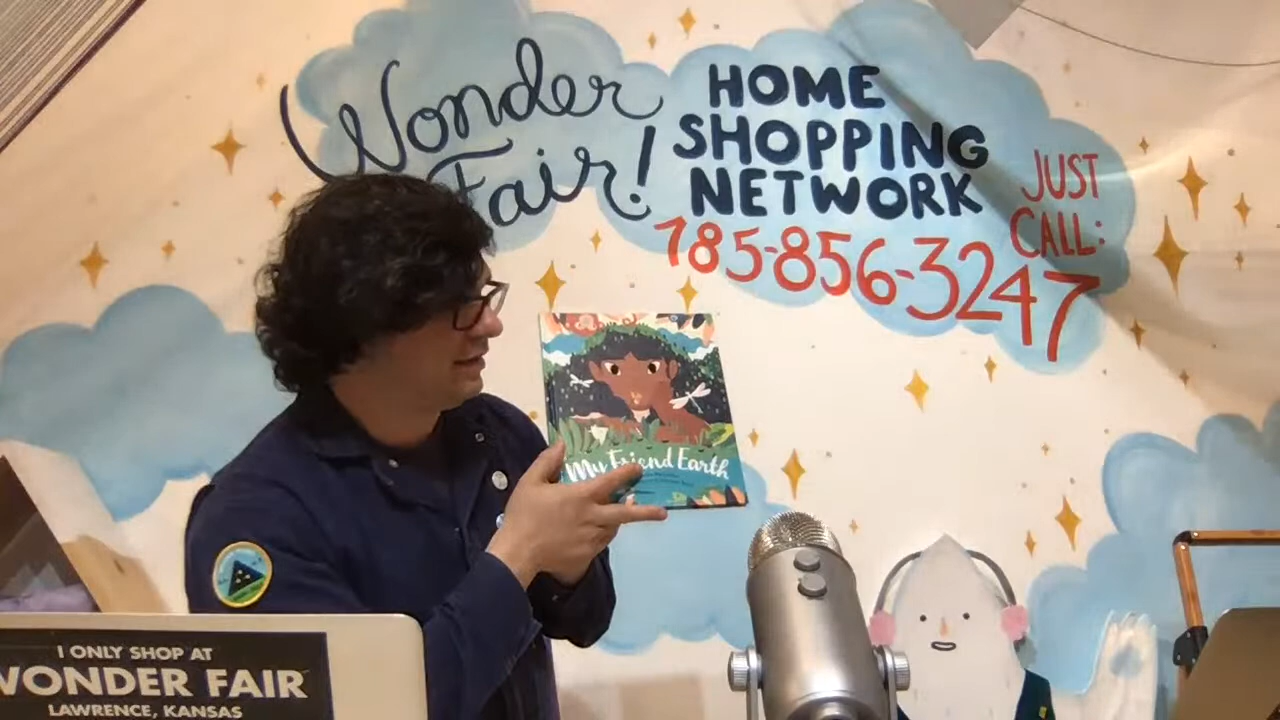 Wonder
Fair!
HOME
SHOPPING
NETWORK
JUST
CALL:
785-856-3247
My Friend Earth
I ONLY SHOP AT
WONDER FAIR
LAWRENCE, KANSAS